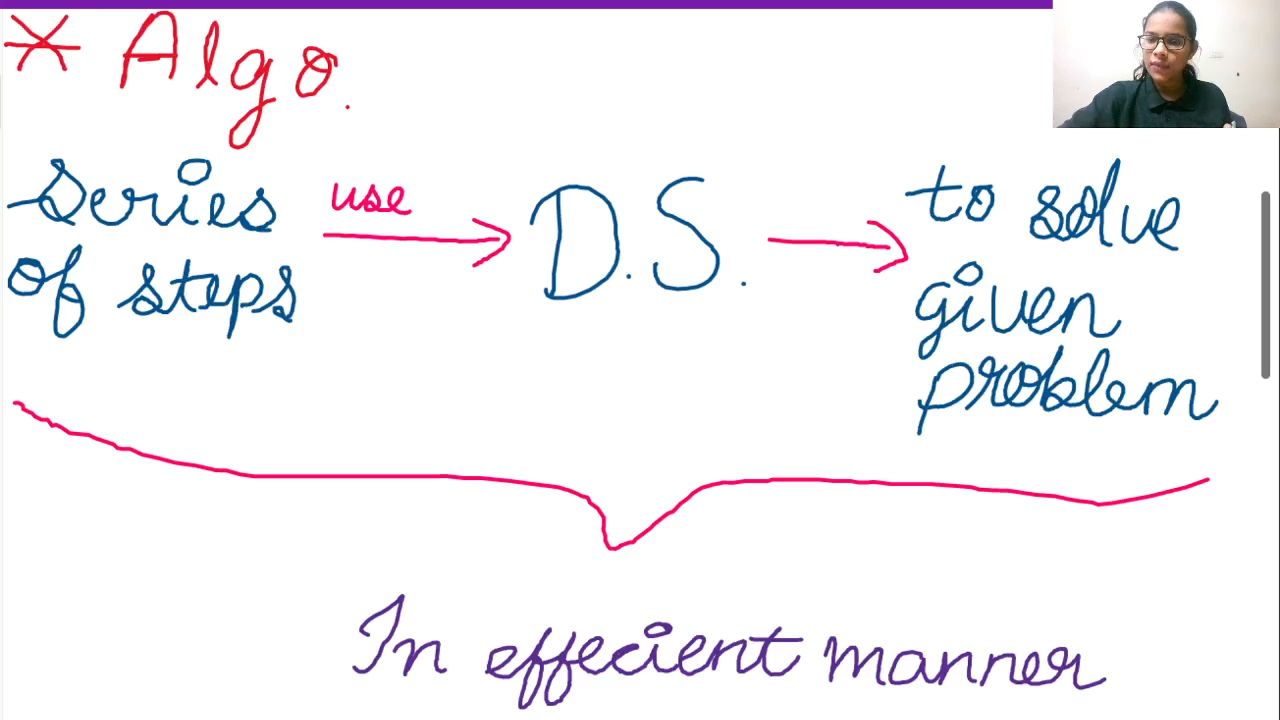 * Algo.
series
of steps
use
D.S.
to solve
given
problem
In effecient manner